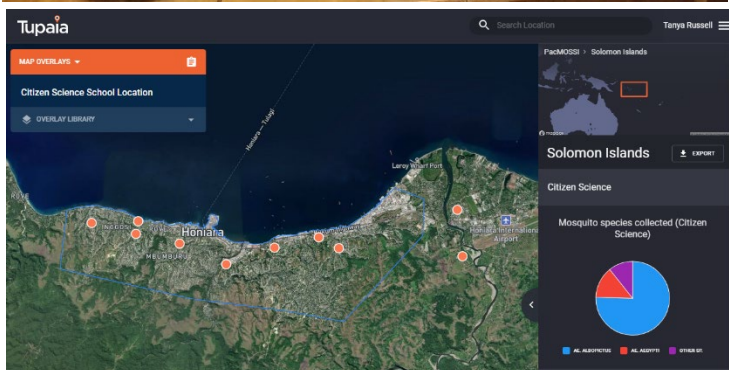 Tupaia
Search Location
Tanya Russell
MAP OVERLAYS
Citizen Science School Location
OVERLAY LIBRARY
PacMOSSI > Solomon Islands
Solomon Islands
EXPORT
Citizen Science
Mosquito species collected (Citizen
Science)
AE. ALBOPICTUS
AE. AEGYPTI
OTHER SP.
Honiara — Tulagi
Leroy Wharf Port
Honiara
Honiara International
Airport